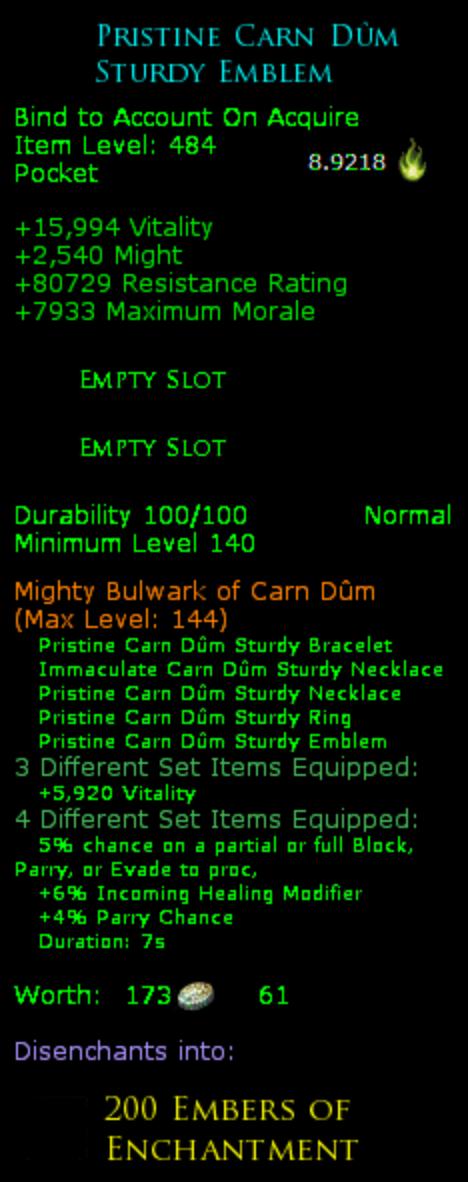 Pristine Carn Dûm
Sturdy Emblem
Bind to Account On Acquire
Item Level: 484
8.9218
Pocket
+15,994 Vitality
+2,540 Might
+80729 Resistance Rating
+7933 Maximum Morale
Empty Slot
Empty Slot
Durability 100/100 Normal
Minimum Level 140
Mighty Bulwark of Carn Dûm
(Max Level: 144)
Pristine Carn Dûm Sturdy Bracelet
Immaculate Carn Dûm Sturdy Necklace
Pristine Carn Dûm Sturdy Necklace
Pristine Carn Dûm Sturdy Ring
Pristine Carn Dûm Sturdy Emblem
3 Different Set Items Equipped:
+5,920 Vitality
4 Different Set Items Equipped:
5% chance on a partial or full Block,
Parry, or Evade to proc,
+6% Incoming Healing Modifier
+4% Parry Chance
Duration: 7s
Worth: 173 61
Disenchants into:
200 Embers of
Enchantment